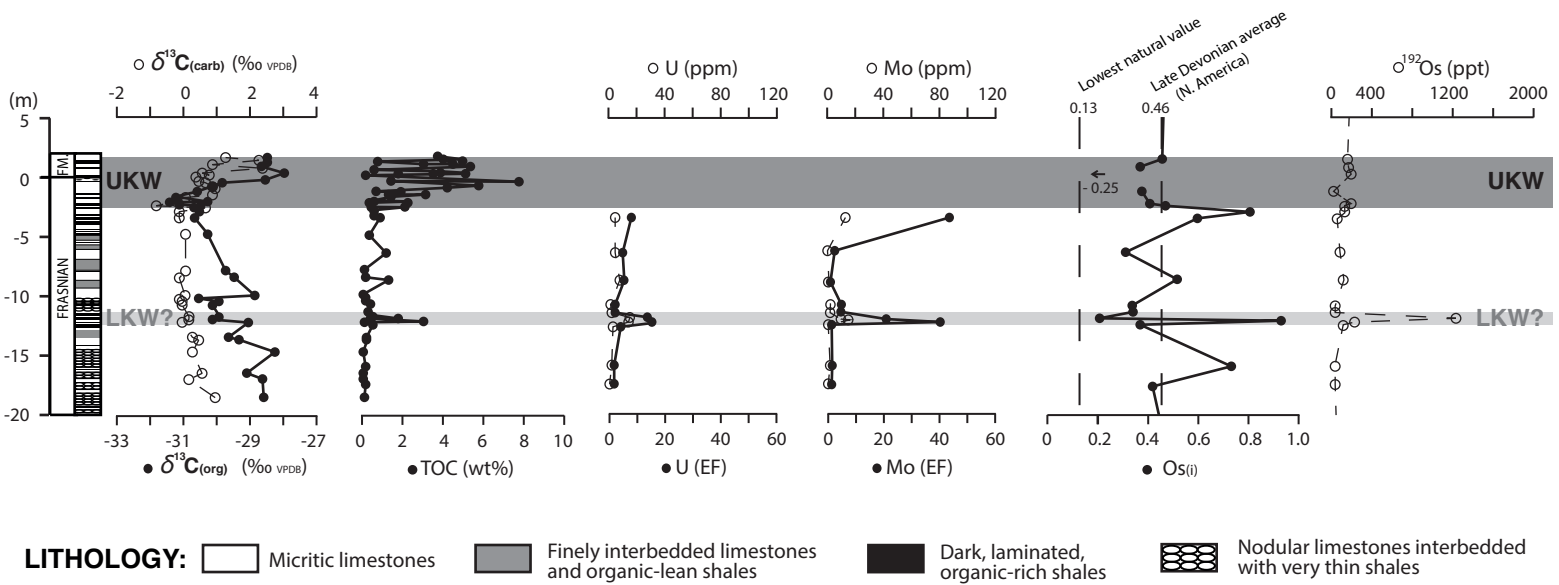 Lowest natural value
Late Devonian average
(N. America)
δ13C(carb) (‰ VPDB)
U (ppm)
Mo (ppm)
192Os (ppt)
(m)
-2 0 2 4
0 40 80 120
0 40 80 120
0.13 0.46
0 400 1200 2000
5
0
-5
-10
-15
-20
FM.
FRASNIAN
UKW
UKW
- 0.25
LKW?
LKW?
-33 -31 -29 -27
0 2 4 6 8 10
0 20 40 60
0 20 40 60
0 0.2 0.4 0.6 0.8 1.0
δ13C(org) (‰ VPDB)
TOC (wt%)
U (EF)
Mo (EF)
Os(i)
LITHOLOGY:
Micritic limestones
Finely interbedded limestones
and organic-lean shales
Dark, laminated,
organic-rich shales
Nodular limestones interbedded
with very thin shales